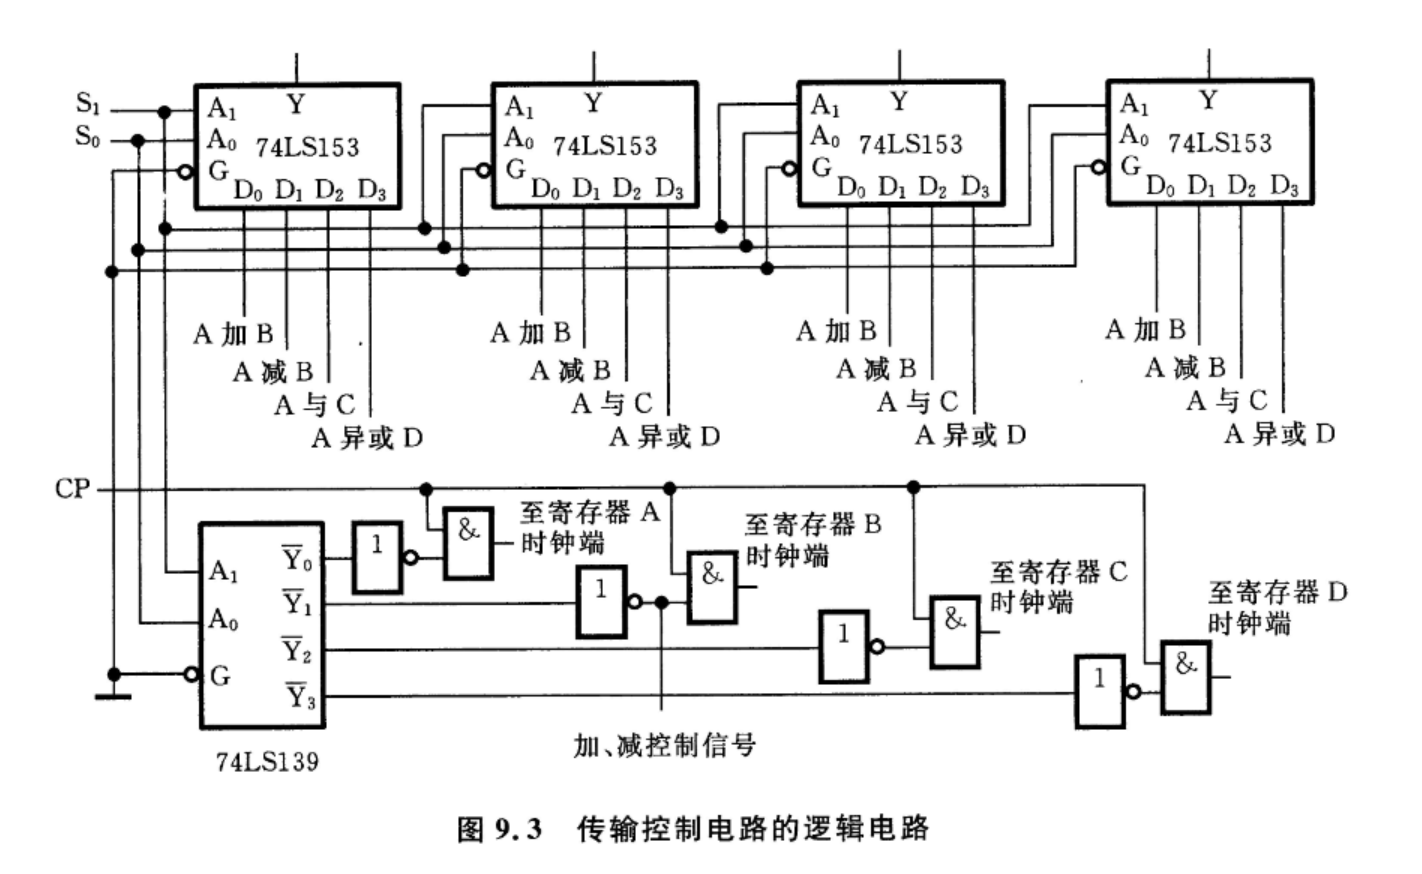 S₁
S₀
A₁ Y
A₀ 74LS153
G
D₀ D₁ D₂ D₃
A₁ Y
A₀ 74LS153
G
D₀ D₁ D₂ D₃
A₁ Y
A₀ 74LS153
G
D₀ D₁ D₂ D₃
A₁ Y
A₀ 74LS153
G
D₀ D₁ D₂ D₃
A 加 B
A 减 B
A 与 C
A 异或 D
A 加 B
A 减 B
A 与 C
A 异或 D
A 加 B
A 减 B
A 与 C
A 异或 D
A 加 B
A 减 B
A 与 C
A 异或 D
CP
A₁
A₀
G
Y̅₀
Y̅₁
Y̅₂
Y̅₃
74LS139
1
&
至寄存器 A
时钟端
1
&
至寄存器 B
时钟端
1
&
至寄存器 C
时钟端
1
&
至寄存器 D
时钟端
加、减控制信号
图 9.3 传输控制电路的逻辑电路